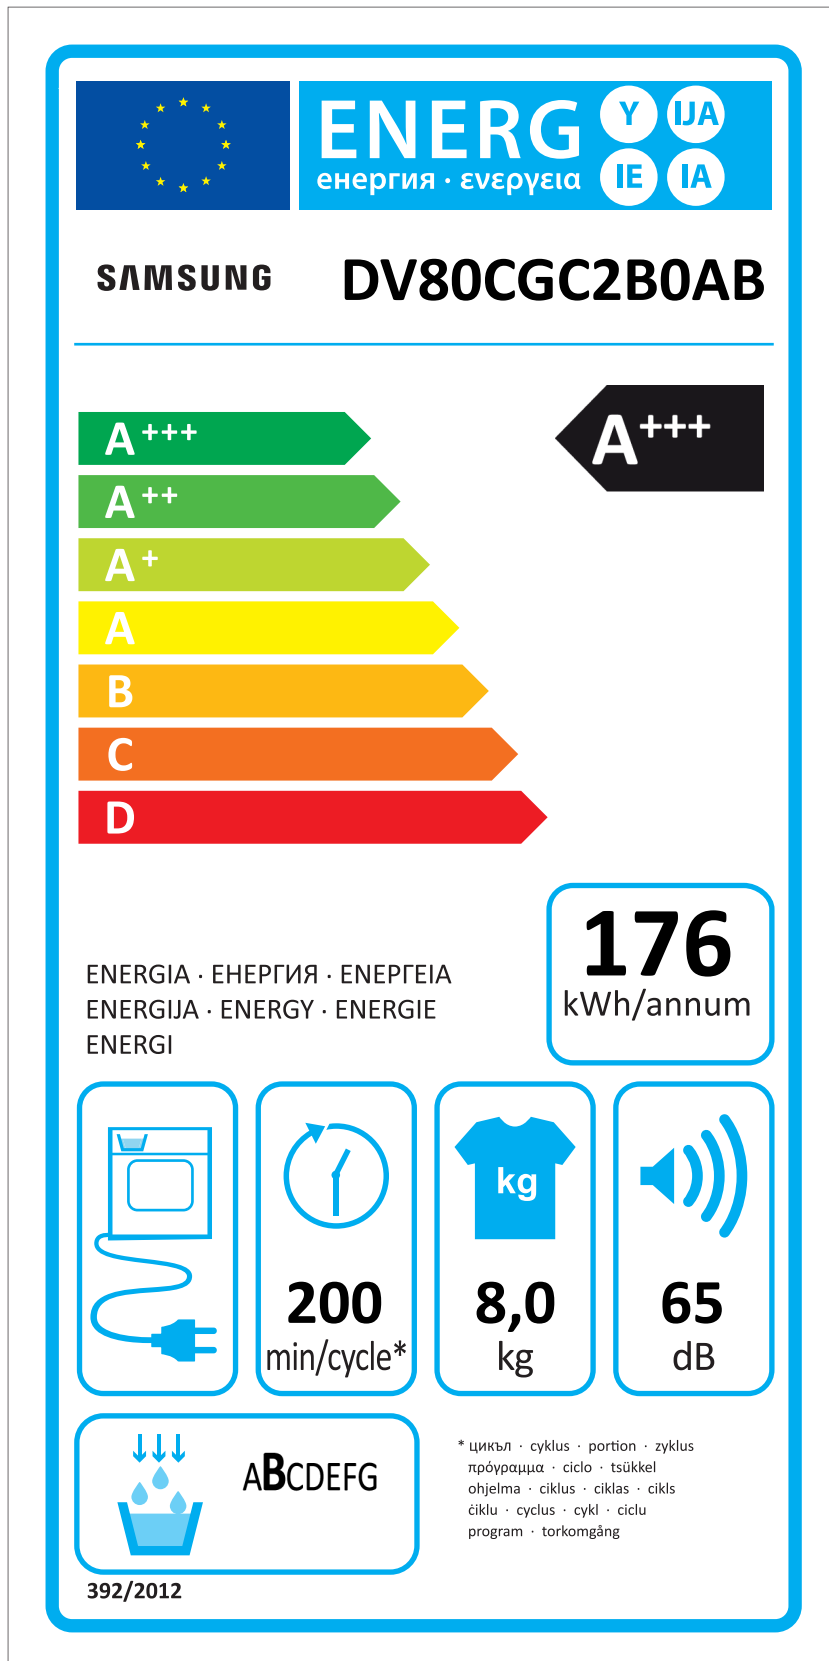 ENERG
Y IJA
IE IA
енергия · ενεργεια
SAMSUNG
DV80CGC2B0AB
A+++
A+++
A++
A+
A
B
C
D
176
kWh/annum
ENERGIA · ЕНЕРГИЯ · ΕΝΕΡΓΕΙΑ
ENERGIJA · ENERGY · ENERGIE
ENERGI
200
min/cycle*
kg
8,0
kg
65
dB
ABCDEFG
* цикъл · cyklus · portion · zyklus
πρόγραμμα · ciclo · tsükkel
ohjelma · ciklus · ciklas · cikls
ċiklu · cyclus · cykl · ciclu
program · torkomgång
392/2012